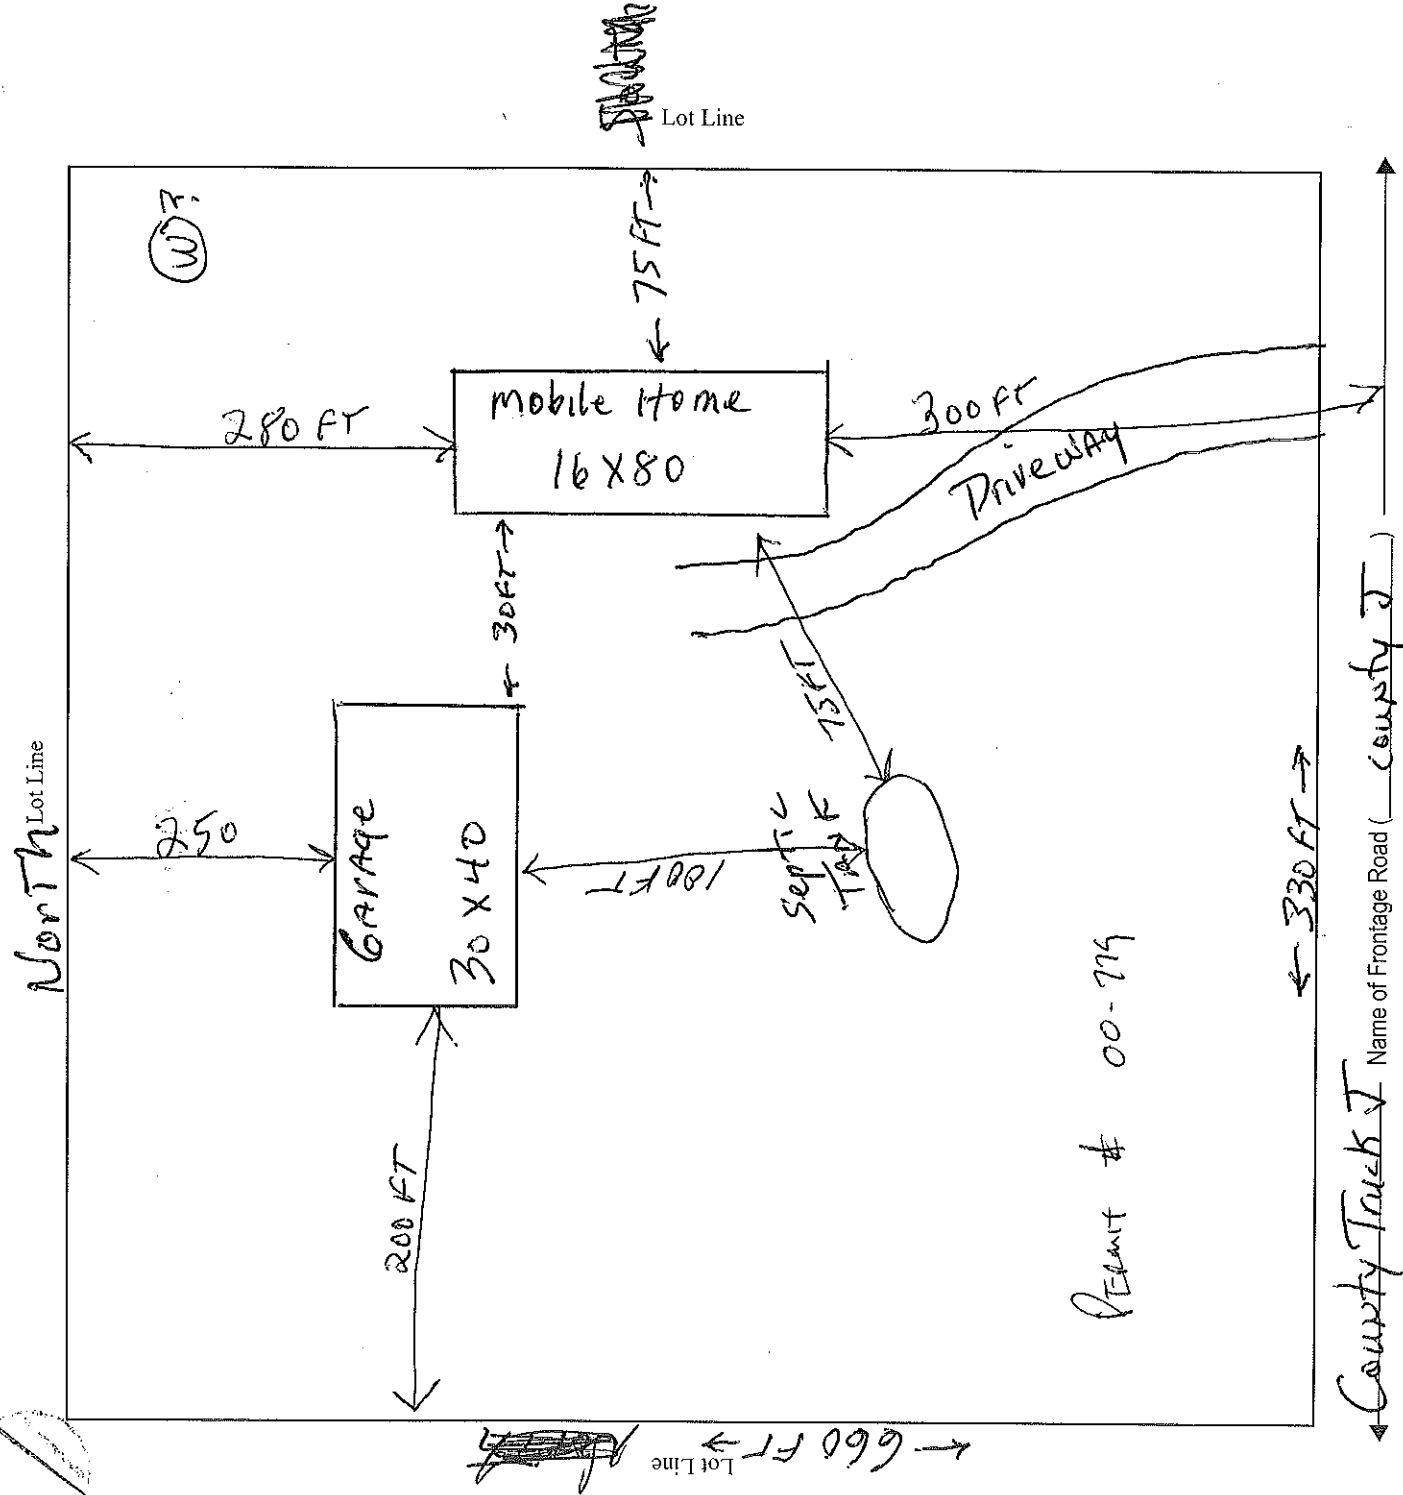 Lot Line
NorTh
Lot Line
W ?
280 FT
mobile Home
16 X 80
← 75 FT →
300 FT
DrivewAy
← 30 FT →
250
GArAge
30 X 40
75 FT
100 FT
Septic
TANK
200 FT
Permit # 00-779
← 330 FT →
Lot Line
← 660 FT →
County Truck J
Name of Frontage Road ( County J )